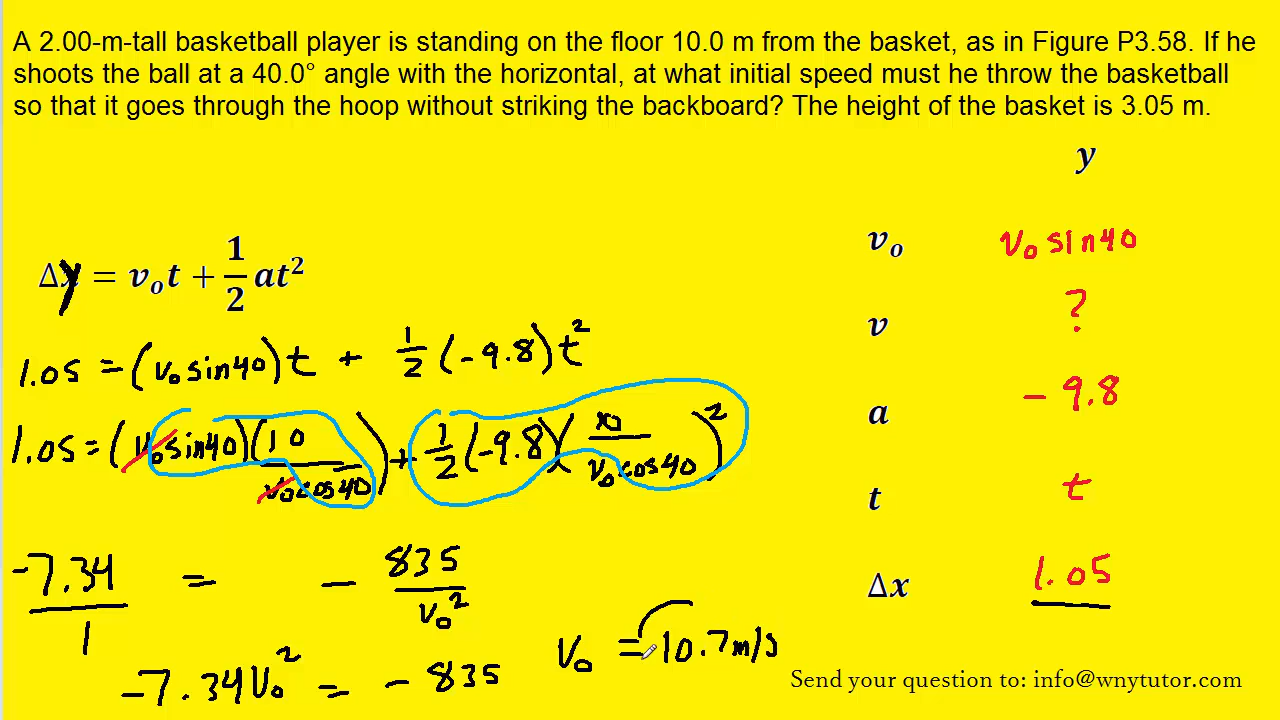 A 2.00-m-tall basketball player is standing on the floor 10.0 m from the basket, as in Figure P3.58. If he
shoots the ball at a 40.0° angle with the horizontal, at what initial speed must he throw the basketball
so that it goes through the hoop without striking the backboard? The height of the basket is 3.05 m.
y
v₀ v₀ sin40
Δy = v₀t + 1/2 at²
v ?
1.05 = (v₀ sin40)t + 1/2 (-9.8)t²
a - 9.8
1.05 = (v₀ sin40)(10/v₀cos40) + 1/2 (-9.8)(10/v₀cos40)²
t t
-7.34/1 = - 835/v₀²
Δx 1.05
v₀ = 10.7m/s
-7.34v₀² = - 835
Send your question to: info@wnytutor.com